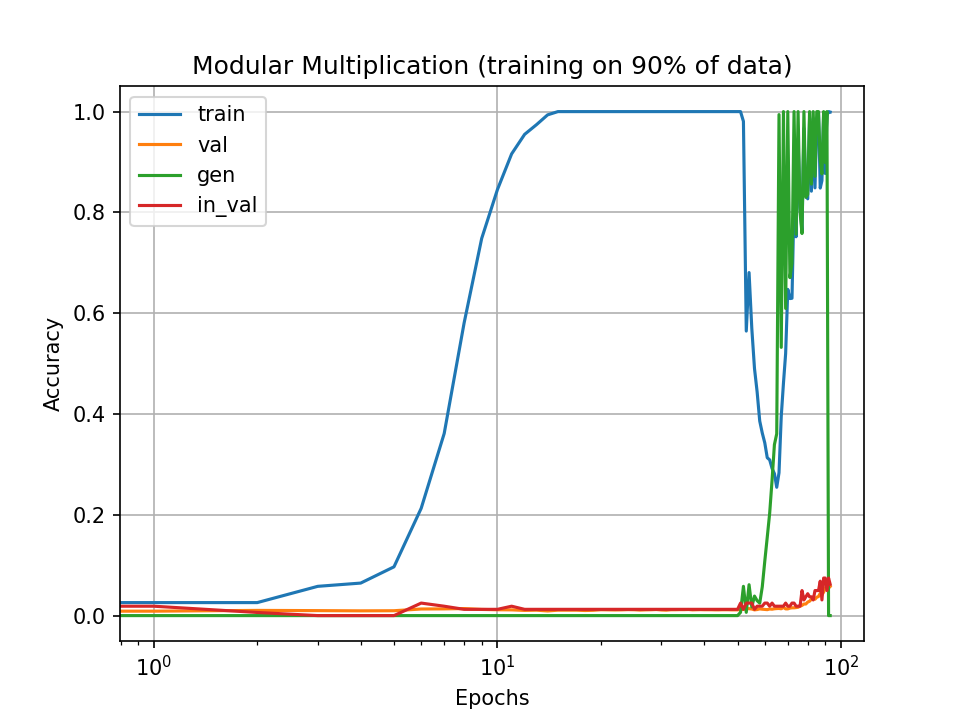 Modular Multiplication (training on 90% of data)
train
val
gen
in_val
1.0
0.8
0.6
0.4
0.2
0.0
Accuracy
10⁰
10¹
10²
Epochs